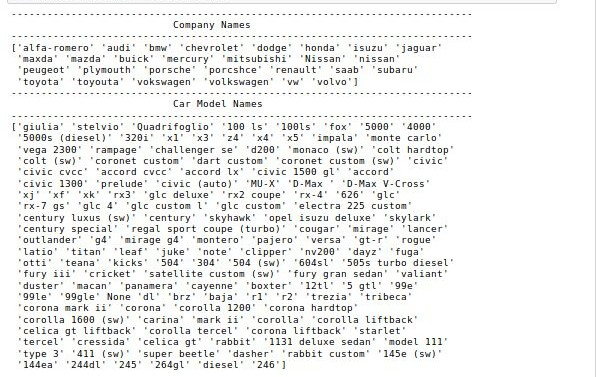 --------------------------------------------------------------------------------
Company Names
--------------------------------------------------------------------------------
['alfa-romero' 'audi' 'bmw' 'chevrolet' 'dodge' 'honda' 'isuzu' 'jaguar'
'maxda' 'mazda' 'buick' 'mercury' 'mitsubishi' 'Nissan' 'nissan'
'peugeot' 'plymouth' 'porsche' 'porcshce' 'renault' 'saab' 'subaru'
'toyota' 'toyouta' 'vokswagen' 'volkswagen' 'vw' 'volvo']
--------------------------------------------------------------------------------
Car Model Names
--------------------------------------------------------------------------------
['giulia' 'stelvio' 'Quadrifoglio' '100 ls' '100ls' 'fox' '5000' '4000'
'5000s (diesel)' '320i' 'x1' 'x3' 'z4' 'x4' 'x5' 'impala' 'monte carlo'
'vega 2300' 'rampage' 'challenger se' 'd200' 'monaco (sw)' 'colt hardtop'
'colt (sw)' 'coronet custom' 'dart custom' 'coronet custom (sw)' 'civic'
'civic cvcc' 'accord cvcc' 'accord lx' 'civic 1500 gl' 'accord'
'civic 1300' 'prelude' 'civic (auto)' 'MU-X' 'D-Max ' 'D-Max V-Cross'
'xj' 'xf' 'xk' 'rx3' 'glc deluxe' 'rx2 coupe' 'rx-4' '626' 'glc'
'rx-7 gs' 'glc 4' 'glc custom l' 'glc custom' 'electra 225 custom'
'century luxus (sw)' 'century' 'skyhawk' 'opel isuzu deluxe' 'skylark'
'century special' 'regal sport coupe (turbo)' 'cougar' 'mirage' 'lancer'
'outlander' 'g4' 'mirage g4' 'montero' 'pajero' 'versa' 'gt-r' 'rogue'
'latio' 'titan' 'leaf' 'juke' 'note' 'clipper' 'nv200' 'dayz' 'fuga'
'otti' 'teana' 'kicks' '504' '304' '504 (sw)' '604sl' '505s turbo diesel'
'fury iii' 'cricket' 'satellite custom (sw)' 'fury gran sedan' 'valiant'
'duster' 'macan' 'panamera' 'cayenne' 'boxter' '12tl' '5 gtl' '99e'
'99le' '99gle' None 'dl' 'brz' 'baja' 'r1' 'r2' 'trezia' 'tribeca'
'corona mark ii' 'corona' 'corolla 1200' 'corona hardtop'
'corolla 1600 (sw)' 'carina' 'mark ii' 'corolla' 'corolla liftback'
'celica gt liftback' 'corolla tercel' 'corona liftback' 'starlet'
'tercel' 'cressida' 'celica gt' 'rabbit' '1131 deluxe sedan' 'model 111'
'type 3' '411 (sw)' 'super beetle' 'dasher' 'rabbit custom' '145e (sw)'
'144ea' '244dl' '245' '264gl' 'diesel' '246']